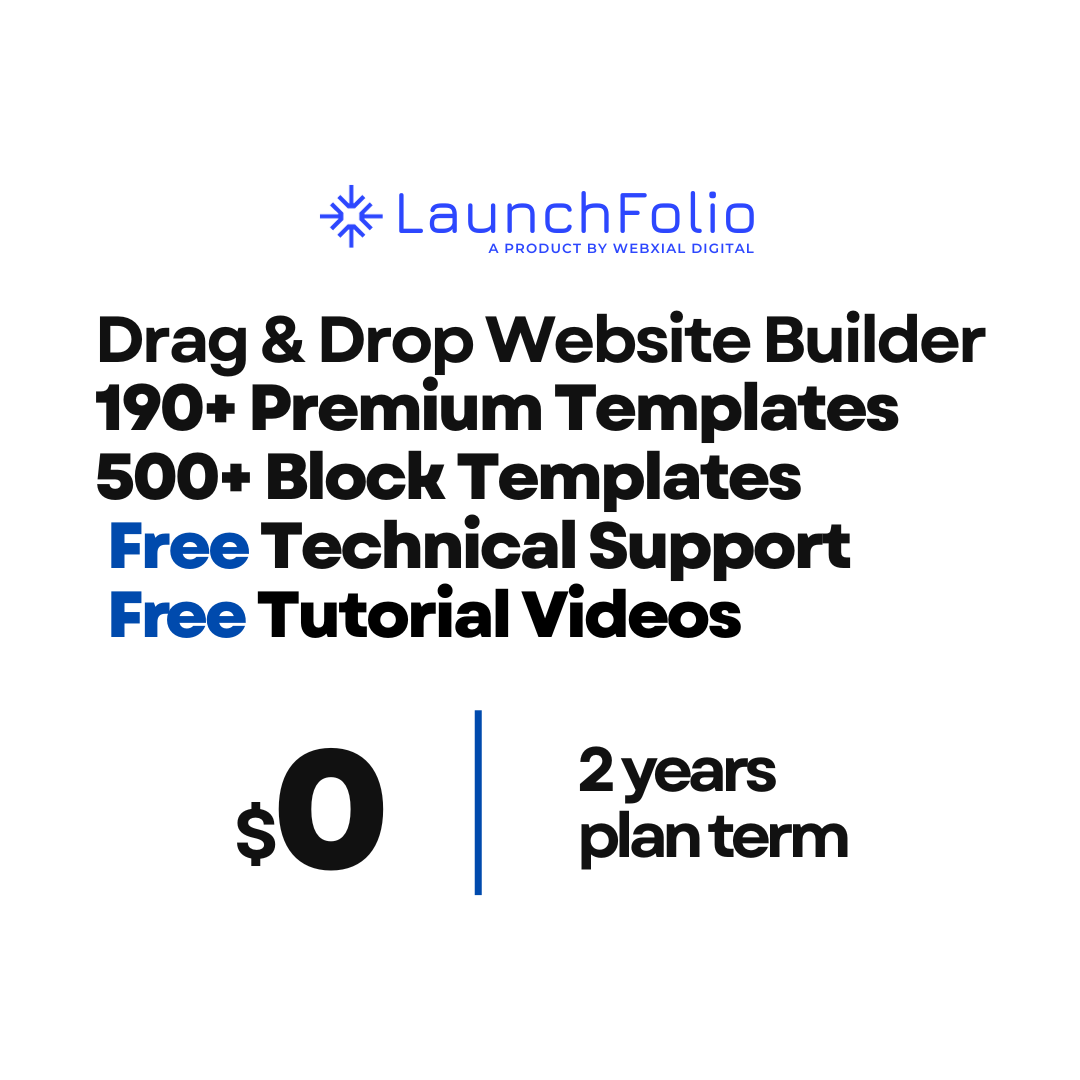 LaunchFolio
A PRODUCT BY WEBXIAL DIGITAL
Drag & Drop Website Builder
190+ Premium Templates
500+ Block Templates
Free Technical Support
Free Tutorial Videos
$0
2 years
plan term